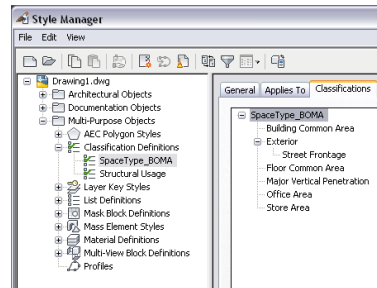 Style Manager
File Edit View
Drawing1.dwg
Architectural Objects
Documentation Objects
Multi-Purpose Objects
AEC Polygon Styles
Classification Definitions
SpaceType_BOMA
Structural Usage
Layer Key Styles
List Definitions
Mask Block Definitions
Mass Element Styles
Material Definitions
Multi-View Block Definitions
Profiles
General Applies To Classifications
SpaceType_BOMA
Building Common Area
Exterior
Street Frontage
Floor Common Area
Major Vertical Penetration
Office Area
Store Area